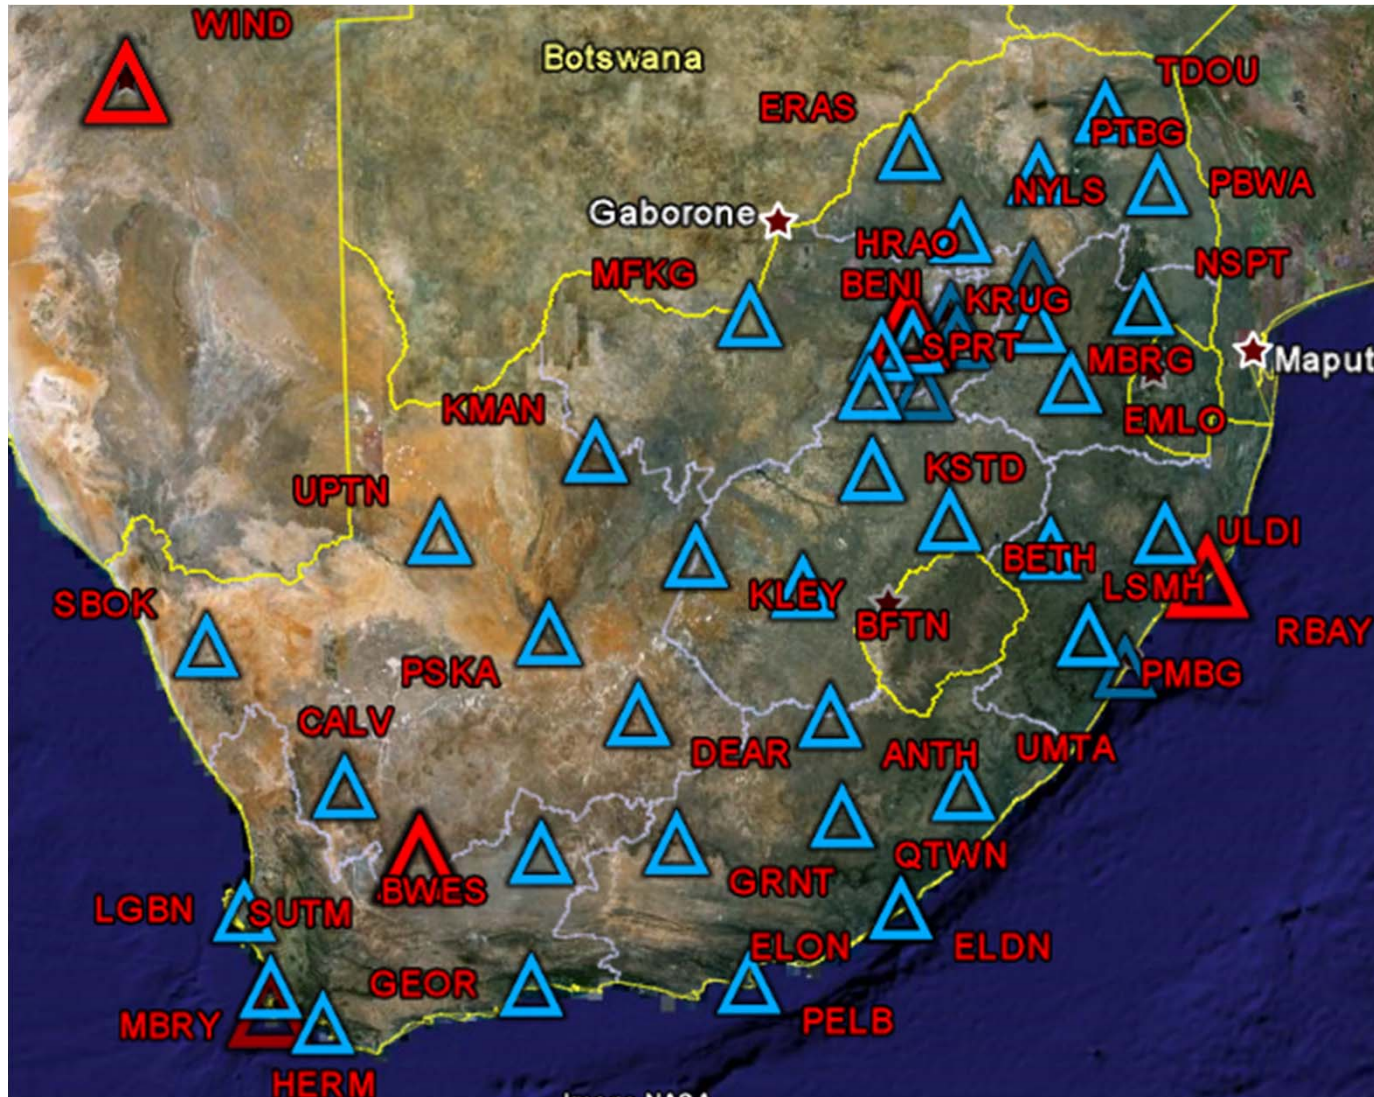 WIND
Botswana
TDOU
ERAS
PTBG
PBWA
NYLS
Gaborone
HRAO
NSPT
MFKG
BENI
KRUG
SPRT
MBRG
Maput
KMAN
EMLO
KSTD
UPTN
ULDI
BETH
LSMH
KLEY
SBOK
BFTN
RBAY
PSKA
PMBG
CALV
DEAR
ANTH
UMTA
QTWN
GRNT
BWES
LGBN
SUTM
ELON
ELDN
GEOR
PELB
MBRY
HERM